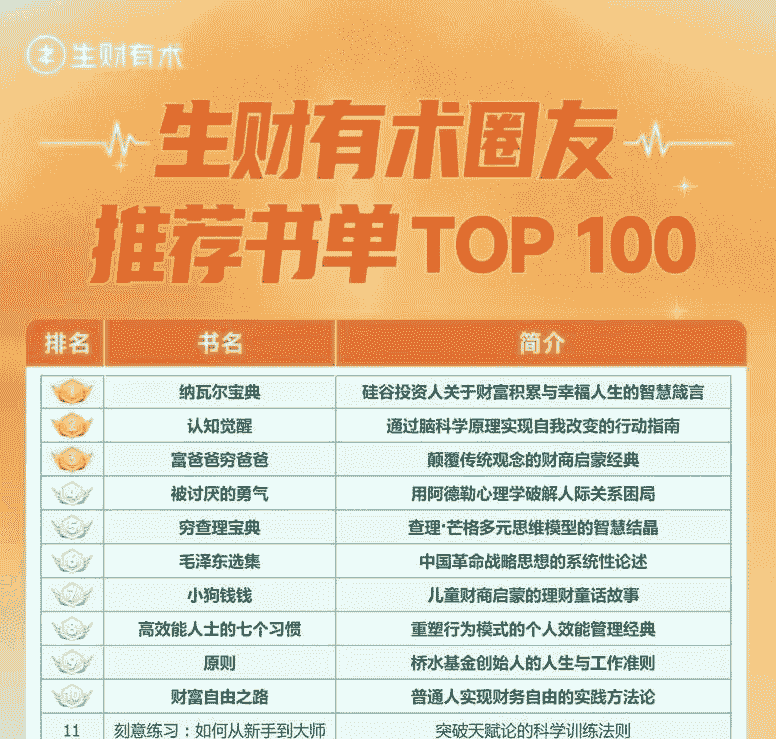 生财有术
生财有术圈友
推荐书单TOP 100
排名 书名 简介
1 纳瓦尔宝典 硅谷投资人关于财富积累与幸福人生的智慧箴言
2 认知觉醒 通过脑科学原理实现自我改变的行动指南
3 富爸爸穷爸爸 颠覆传统观念的财商启蒙经典
4 被讨厌的勇气 用阿德勒心理学破解人际关系困局
5 穷查理宝典 查理·芒格多元思维模型的智慧结晶
6 毛泽东选集 中国革命战略思想的系统性论述
7 小狗钱钱 儿童财商启蒙的理财童话故事
8 高效能人士的七个习惯 重塑行为模式的个人效能管理经典
9 原则 桥水基金创始人的人生与工作准则
10 财富自由之路 普通人实现财务自由的实践方法论
11 刻意练习：如何从新手到大师 突破天赋论的科学训练法则